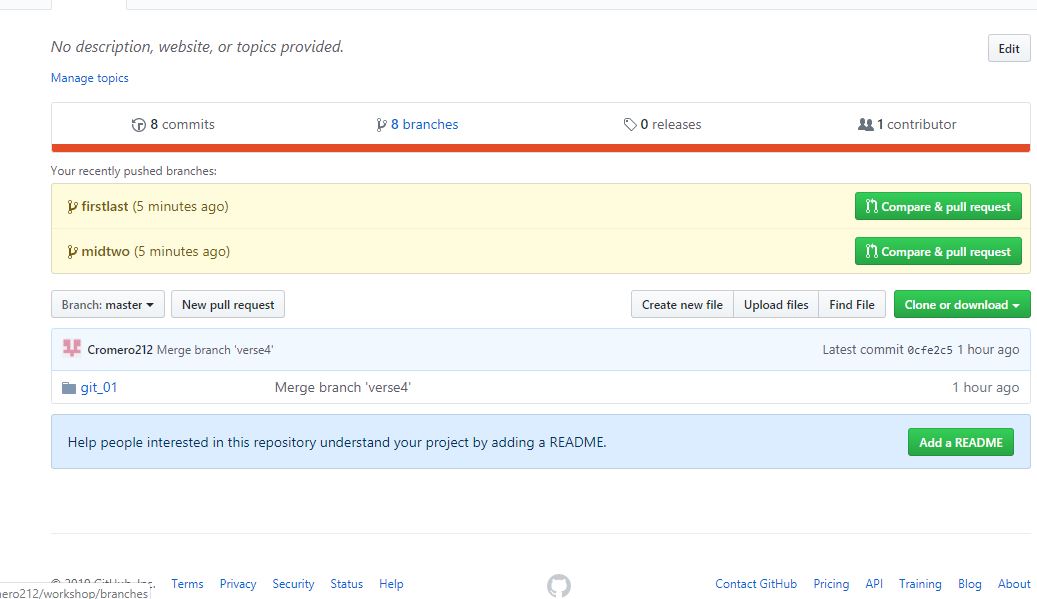 No description, website, or topics provided.
Edit
Manage topics
8 commits
8 branches
0 releases
1 contributor
Your recently pushed branches:
firstlast (5 minutes ago)
Compare & pull request
midtwo (5 minutes ago)
Compare & pull request
Branch: master
New pull request
Create new file
Upload files
Find File
Clone or download
Cromero212 Merge branch 'verse4'
Latest commit 0cfe2c5 1 hour ago
git_01
Merge branch 'verse4'
1 hour ago
Help people interested in this repository understand your project by adding a README.
Add a README
© 2019 GitHub, Inc.
Terms
Privacy
Security
Status
Help
Contact GitHub
Pricing
API
Training
Blog
About
nero212/workshop/branches